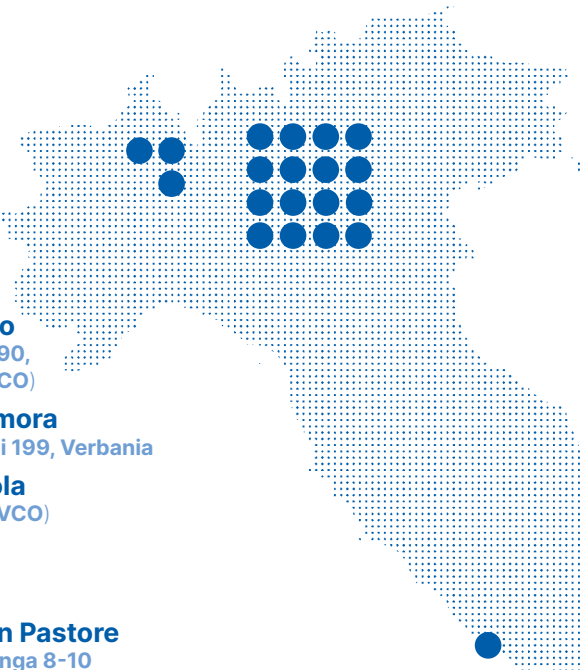 o
90,
CO)
mora
i 199, Verbania
ola
VCO)
n Pastore
nga 8-10